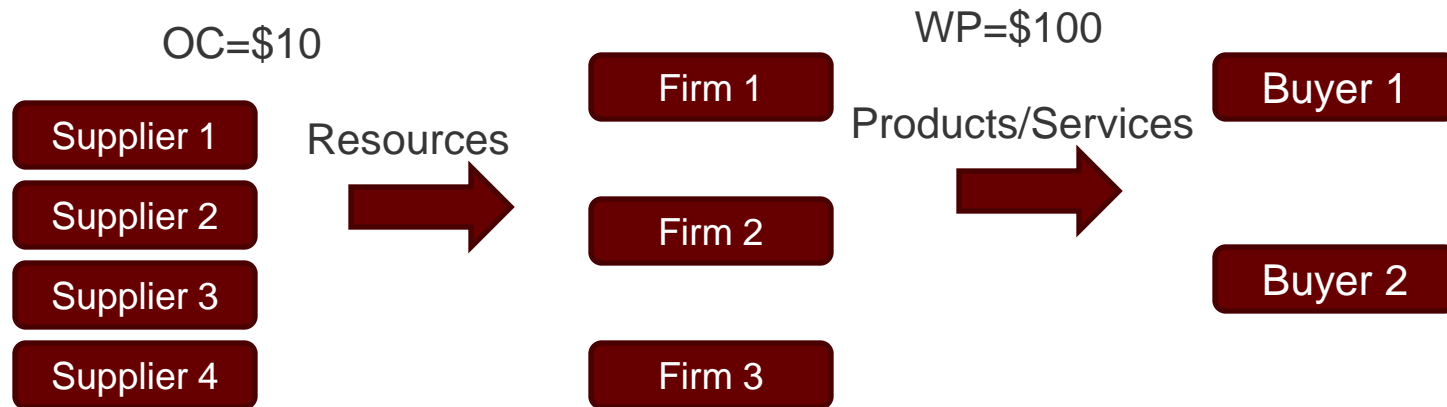 OC=$10
WP=$100
Supplier 1
Supplier 2
Supplier 3
Supplier 4
Resources
Firm 1
Firm 2
Firm 3
Products/Services
Buyer 1
Buyer 2